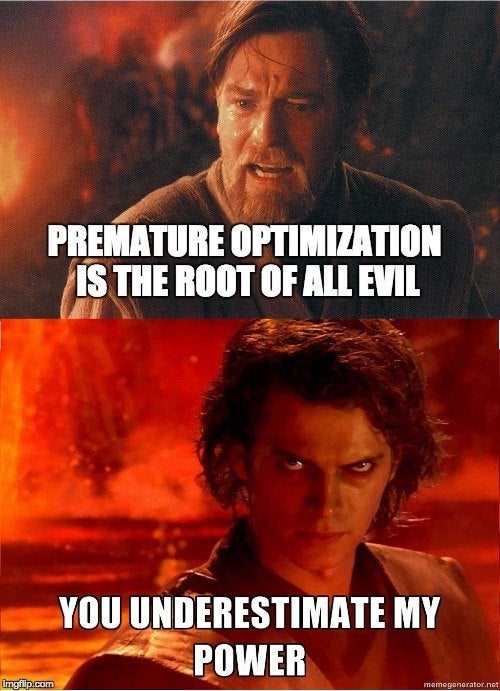 PREMATURE OPTIMIZATION
IS THE ROOT OF ALL EVIL
YOU UNDERESTIMATE MY
POWER
imgflip.com
memegenerator.net